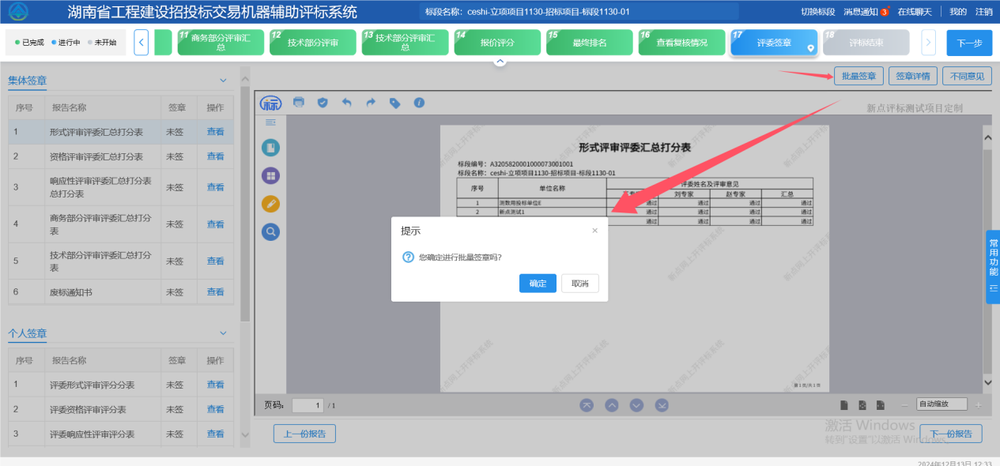 湖南省工程建设招投标交易机器辅助评标系统
标段名称：ceshi-立项项目1130-招标项目-标段1130-01
切换标段 消息通知 3 在线聊天 我的 注销
已完成 进行中 未开始
11 商务部分评审汇总
12 技术部分评审
13 技术部分评审汇总
14 报价评分
15 最终排名
16 查看复核情况
17 评委签章
18 评标结束
下一步
批量签章 签章详情 不同意见
集体签章
序号 报告名称 签章 操作
1 形式评审评委汇总打分表 未签 查看
2 资格评审评委汇总打分表 未签 查看
3 响应性评审评委汇总打分表总打分表 未签 查看
4 商务部分评审评委汇总打分表 未签 查看
5 技术部分评审评委汇总打分表 未签 查看
6 废标通知书 未签 查看
个人签章
序号 报告名称 签章 操作
1 评委形式评审评分分表 未签 查看
2 评委资格评审评分表 未签 查看
3 评委响应性评审评分表 未签 查看
标
新点评标测试项目定制
形式评审评委汇总打分表
标段编号：A3205820001000073001001
标段名称：ceshi-立项项目1130-招标项目-标段1130-01
序号 单位名称 评委姓名及评审意见
刘专家 赵专家 汇总
1 测数用投标单位E 通过 通过 通过 通过
2 新点测试1 通过 通过 通过 通过
通过 通过 通过 通过
新点网上开评标系统
第1页/共1页
提示
您确定进行批量签章吗?
确定 取消
常用功能
页码: 1 / 1
自动缩放
上一份报告
下一份报告
激活 Windows
转到"设置"以激活 Windows。
2024年12月13日 12:33